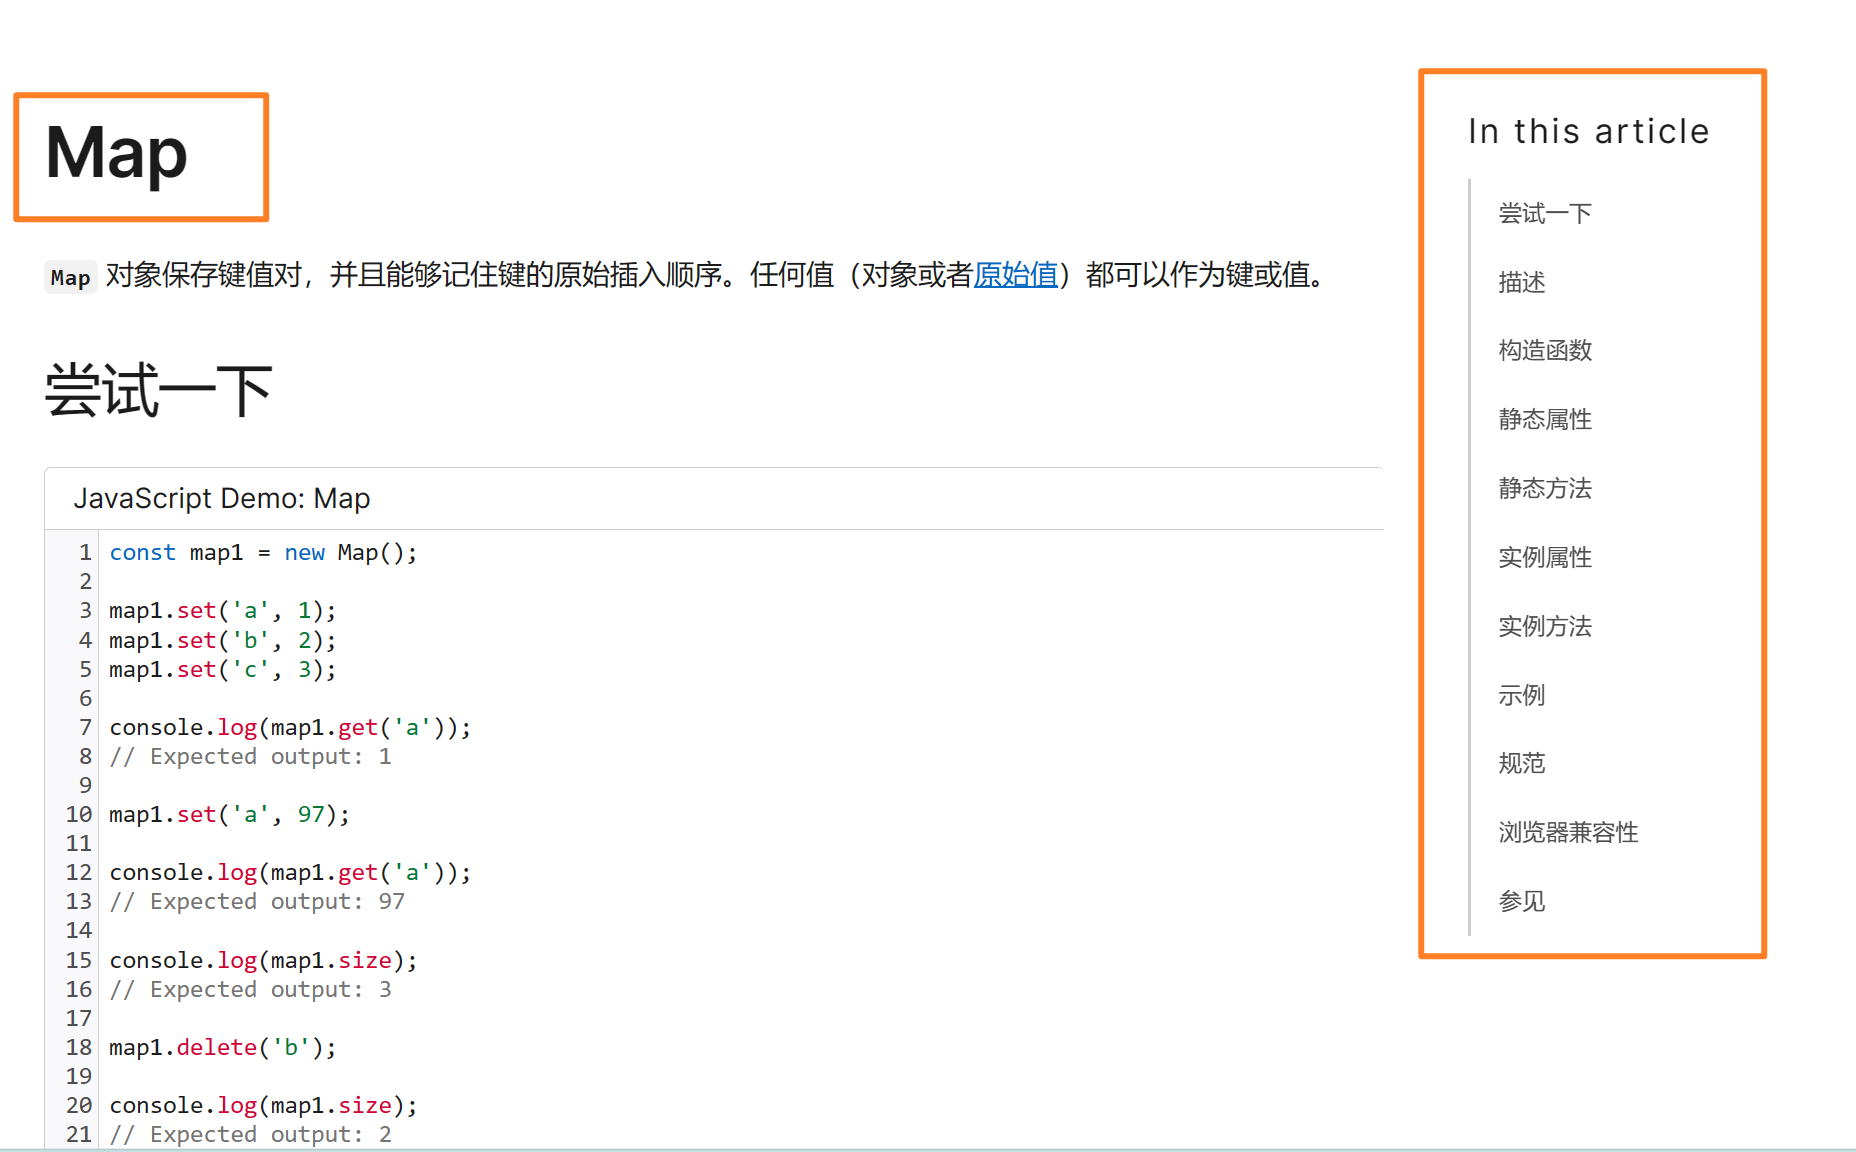 Map
Map 对象保存键值对，并且能够记住键的原始插入顺序。任何值（对象或者原始值）都可以作为键或值。
尝试一下
JavaScript Demo: Map
1 const map1 = new Map();
2
3 map1.set('a', 1);
4 map1.set('b', 2);
5 map1.set('c', 3);
6
7 console.log(map1.get('a'));
8 // Expected output: 1
9
10 map1.set('a', 97);
11
12 console.log(map1.get('a'));
13 // Expected output: 97
14
15 console.log(map1.size);
16 // Expected output: 3
17
18 map1.delete('b');
19
20 console.log(map1.size);
21 // Expected output: 2
In this article
尝试一下
描述
构造函数
静态属性
静态方法
实例属性
实例方法
示例
规范
浏览器兼容性
参见